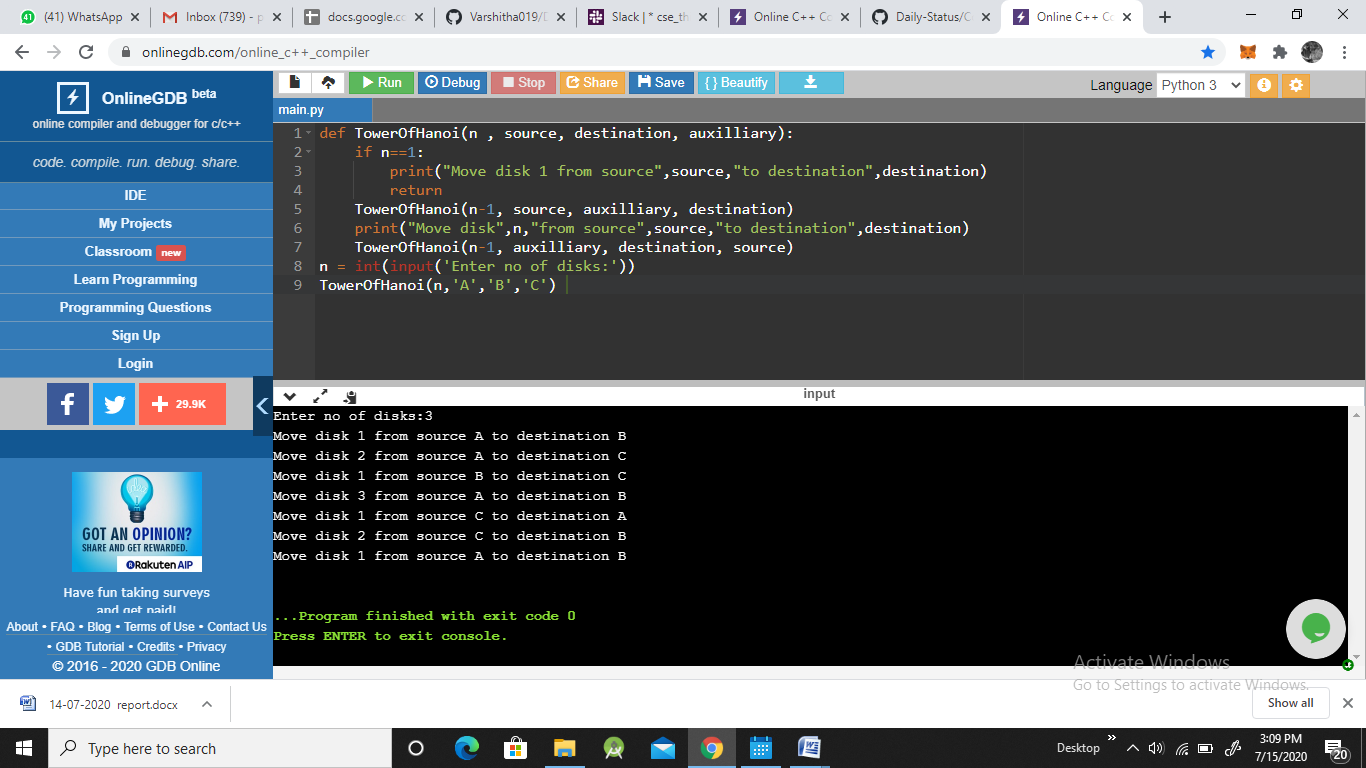 (41) WhatsApp
Inbox (739) - p
docs.google.cc
Varshitha019/D
Slack | * cse_th
Online C++ Cc
Daily-Status/C
Online C++ Cc
onlinegdb.com/online_c++_compiler
OnlineGDB beta
online compiler and debugger for c/c++
code. compile. run. debug. share.
IDE
My Projects
Classroom new
Learn Programming
Programming Questions
Sign Up
Login
29.9K
GOT AN OPINION?
SHARE AND GET REWARDED.
Rakuten AIP
Have fun taking surveys
and get paid!
About • FAQ • Blog • Terms of Use • Contact Us
• GDB Tutorial • Credits • Privacy
© 2016 - 2020 GDB Online
Run Debug Stop Share Save {} Beautify
Language Python 3
main.py
1 def TowerOfHanoi(n , source, destination, auxilliary):
2 if n==1:
3 print("Move disk 1 from source",source,"to destination",destination)
4 return
5 TowerOfHanoi(n-1, source, auxilliary, destination)
6 print("Move disk",n,"from source",source,"to destination",destination)
7 TowerOfHanoi(n-1, auxilliary, destination, source)
8 n = int(input('Enter no of disks:'))
9 TowerOfHanoi(n,'A','B','C')
input
Enter no of disks:3
Move disk 1 from source A to destination B
Move disk 2 from source A to destination C
Move disk 1 from source B to destination C
Move disk 3 from source A to destination B
Move disk 1 from source C to destination A
Move disk 2 from source C to destination B
Move disk 1 from source A to destination B
...Program finished with exit code 0
Press ENTER to exit console.
Activate Windows
Go to Settings to activate Windows.
14-07-2020 report.docx
Show all
Type here to search
Desktop
3:09 PM
7/15/2020
20